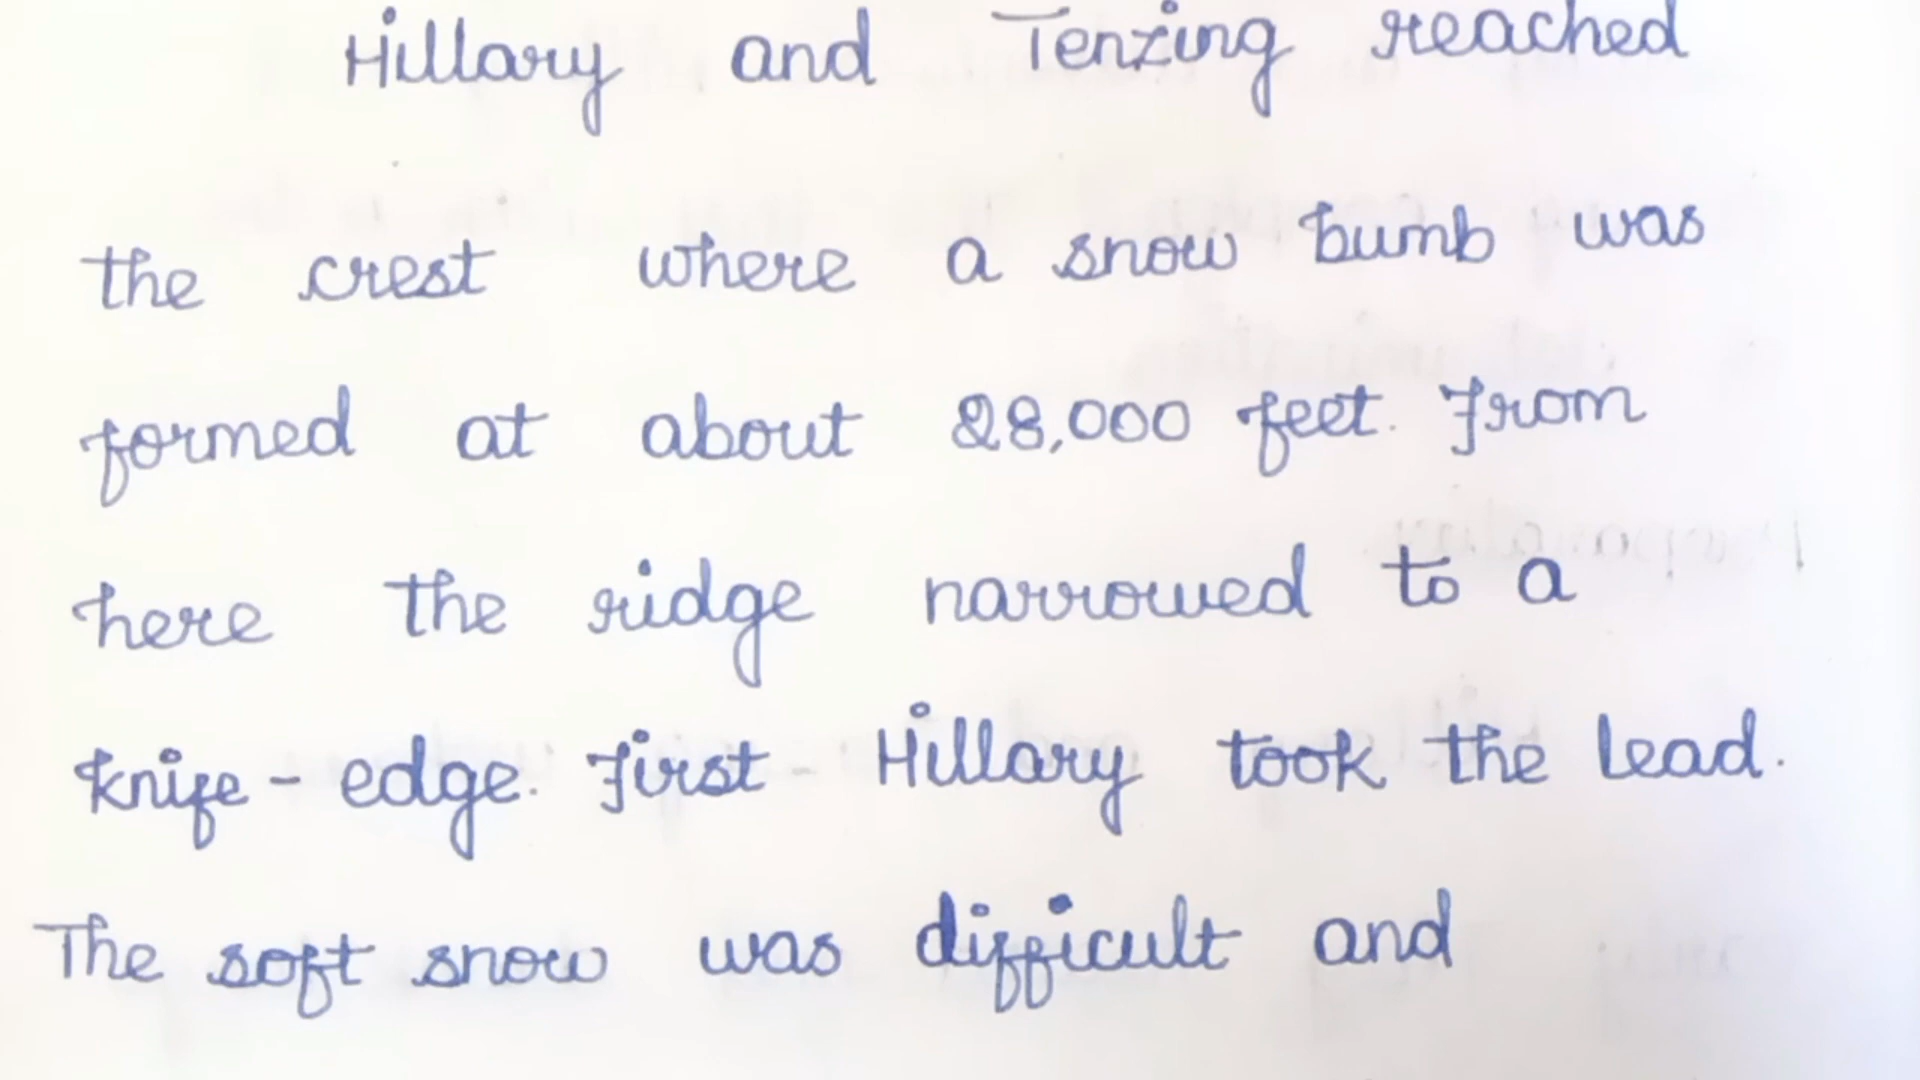 Hillary and Tenzing reached
the crest where a snow bumb was
formed at about 28,000 feet. From
here the ridge narrowed to a
knife - edge. First Hillary took the lead.
The soft snow was difficult and